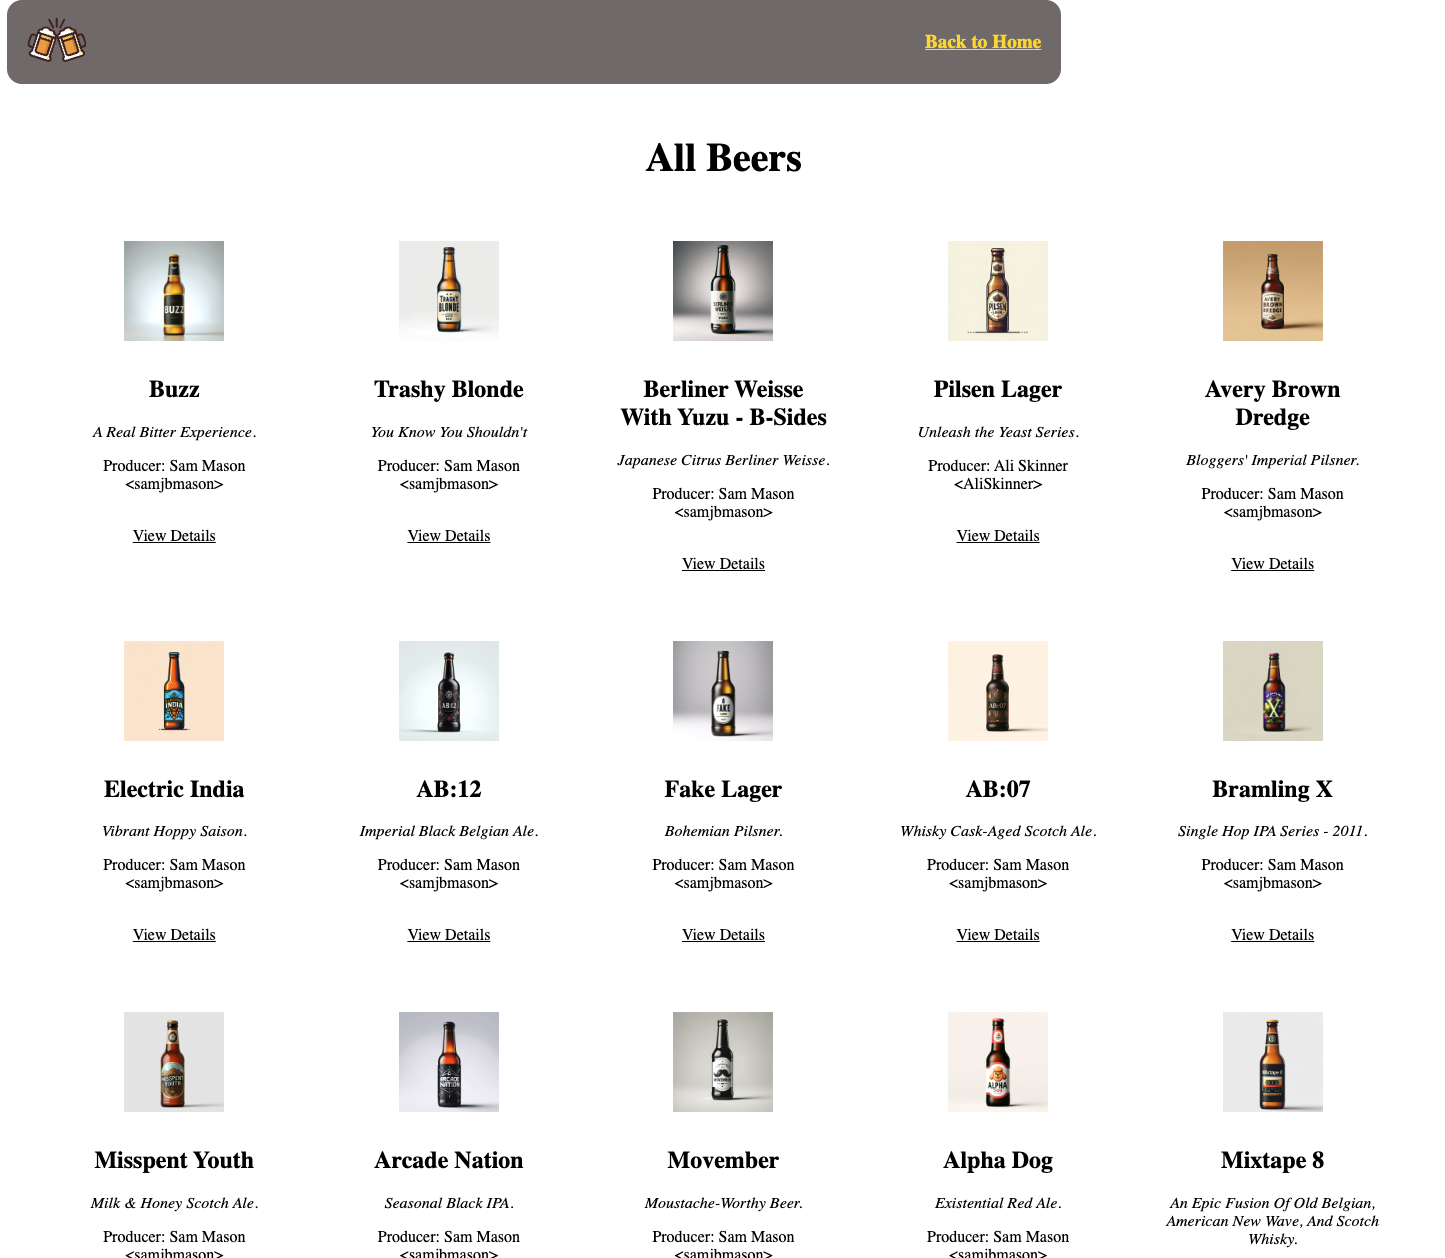 Back to Home
All Beers
BUZZ
TRASHY
BLONDE
BERLINER
WEISSE
PILSEN
AVERY
BROWN
DREDGE
Buzz
A Real Bitter Experience.
Producer: Sam Mason
<samjbmason>
View Details
Trashy Blonde
You Know You Shouldn't
Producer: Sam Mason
<samjbmason>
View Details
Berliner Weisse
With Yuzu - B-Sides
Japanese Citrus Berliner Weisse.
Producer: Sam Mason
<samjbmason>
View Details
Pilsen Lager
Unleash the Yeast Series.
Producer: Ali Skinner
<AliSkinner>
View Details
Avery Brown
Dredge
Bloggers' Imperial Pilsner.
Producer: Sam Mason
<samjbmason>
View Details
INDIA
AB:12
FAKE
AB:07
X
Electric India
Vibrant Hoppy Saison.
Producer: Sam Mason
<samjbmason>
View Details
AB:12
Imperial Black Belgian Ale.
Producer: Sam Mason
<samjbmason>
View Details
Fake Lager
Bohemian Pilsner.
Producer: Sam Mason
<samjbmason>
View Details
AB:07
Whisky Cask-Aged Scotch Ale.
Producer: Sam Mason
<samjbmason>
View Details
Bramling X
Single Hop IPA Series - 2011.
Producer: Sam Mason
<samjbmason>
View Details
MISSPENT
YOUTH
ARCADE
NATION
MOVEMBER
ALPHA
Mixtape 8
Misspent Youth
Milk & Honey Scotch Ale.
Producer: Sam Mason
<samjbmason>
Arcade Nation
Seasonal Black IPA.
Producer: Sam Mason
<samjbmason>
Movember
Moustache-Worthy Beer.
Producer: Sam Mason
<samjbmason>
Alpha Dog
Existential Red Ale.
Producer: Sam Mason
<samjbmason>
Mixtape 8
An Epic Fusion Of Old Belgian,
American New Wave, And Scotch
Whisky.